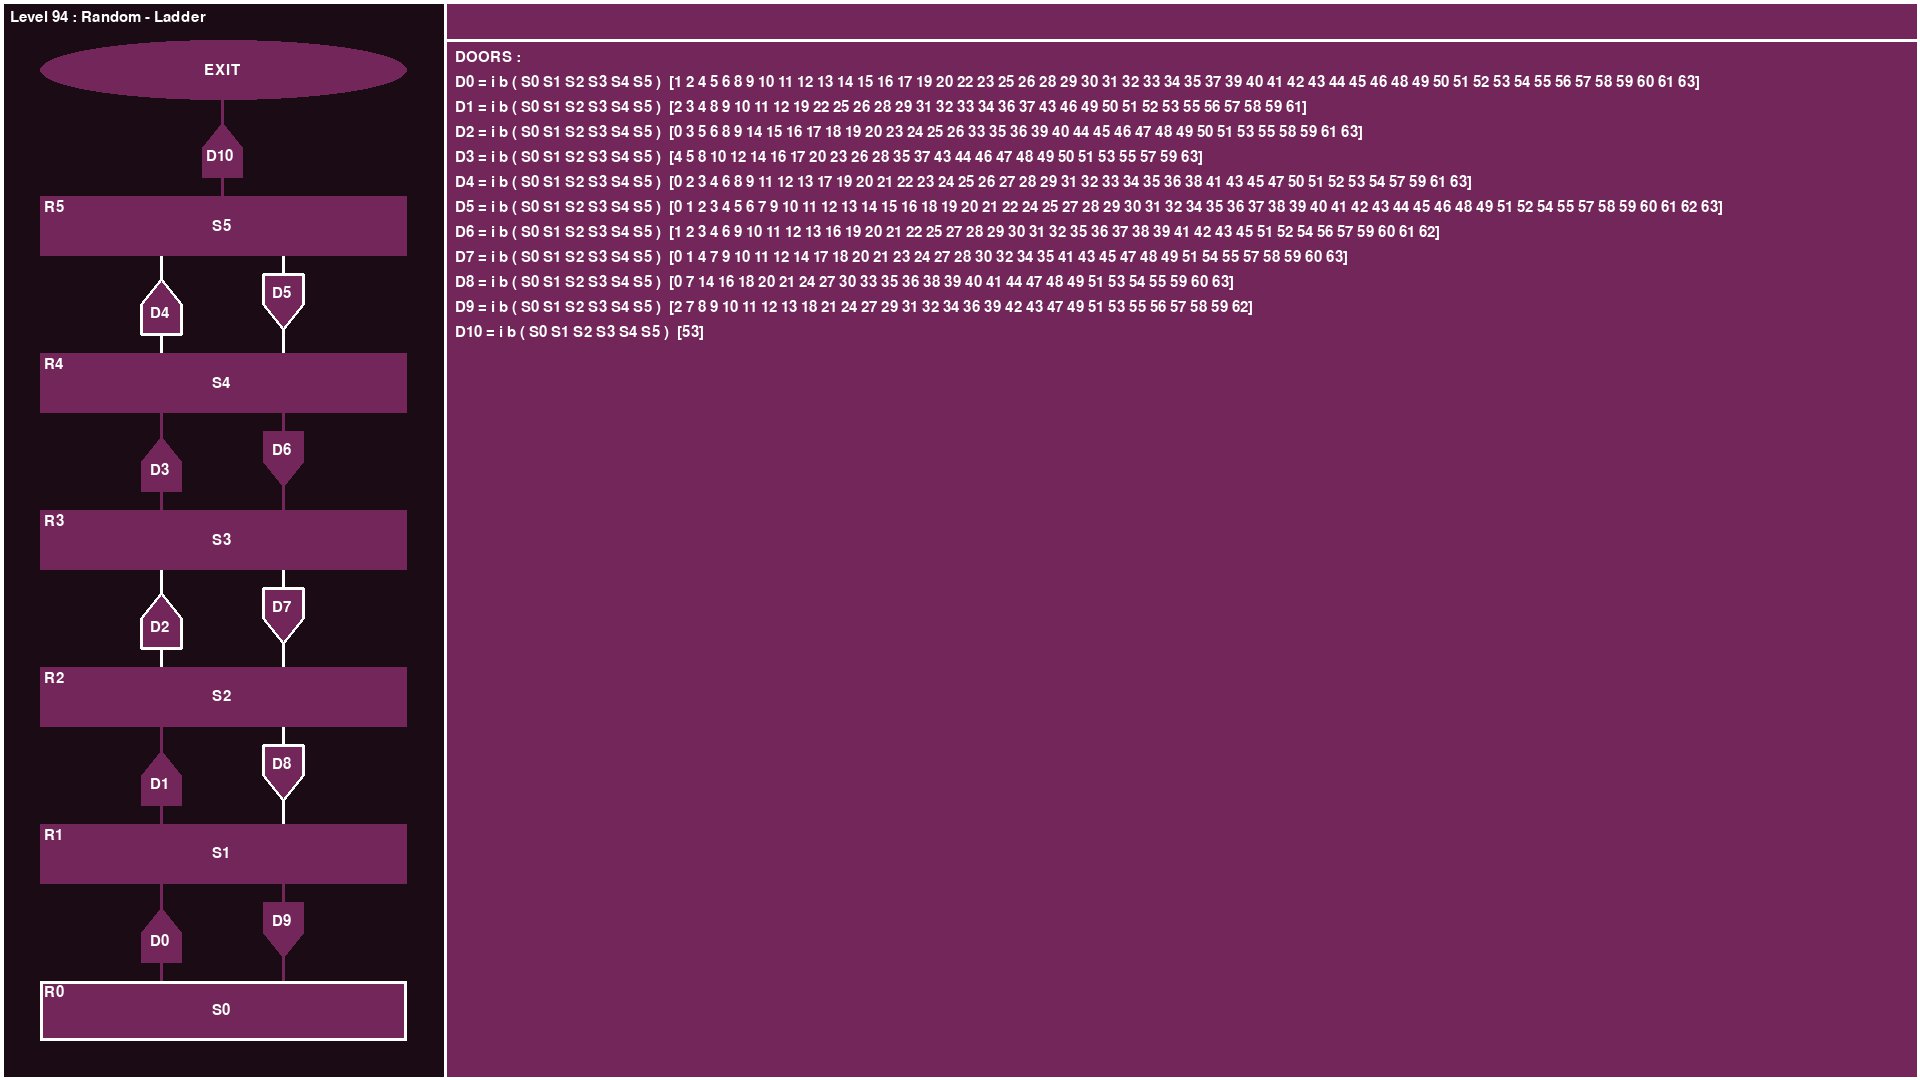 Level 94 : Random - Ladder
EXIT
D10
R5
S5
D5
D4
R4
S4
D6
D3
R3
S3
D7
D2
R2
S2
D8
D1
R1
S1
D9
D0
R0
S0
DOORS :
D0 = i b ( S0 S1 S2 S3 S4 S5 ) [1 2 4 5 6 8 9 10 11 12 13 14 15 16 17 19 20 22 23 25 26 28 29 30 31 32 33 34 35 37 39 40 41 42 43 44 45 46 48 49 50 51 52 53 54 55 56 57 58 59 60 61 63]
D1 = i b ( S0 S1 S2 S3 S4 S5 ) [2 3 4 8 9 10 11 12 19 22 25 26 28 29 31 32 33 34 36 37 43 46 49 50 51 52 53 55 56 57 58 59 61]
D2 = i b ( S0 S1 S2 S3 S4 S5 ) [0 3 5 6 8 9 14 15 16 17 18 19 20 23 24 25 26 33 35 36 39 40 44 45 46 47 48 49 50 51 53 55 58 59 61 63]
D3 = i b ( S0 S1 S2 S3 S4 S5 ) [4 5 8 10 12 14 16 17 20 23 26 28 35 37 43 44 46 47 48 49 50 51 53 55 57 59 63]
D4 = i b ( S0 S1 S2 S3 S4 S5 ) [0 2 3 4 6 8 9 11 12 13 17 19 20 21 22 23 24 25 26 27 28 29 31 32 33 34 35 36 38 41 43 45 47 50 51 52 53 54 57 59 61 63]
D5 = i b ( S0 S1 S2 S3 S4 S5 ) [0 1 2 3 4 5 6 7 9 10 11 12 13 14 15 16 18 19 20 21 22 24 25 27 28 29 30 31 32 34 35 36 37 38 39 40 41 42 43 44 45 46 48 49 51 52 54 55 57 58 59 60 61 62 63]
D6 = i b ( S0 S1 S2 S3 S4 S5 ) [1 2 3 4 6 9 10 11 12 13 16 19 20 21 22 25 27 28 29 30 31 32 35 36 37 38 39 41 42 43 45 51 52 54 56 57 59 60 61 62]
D7 = i b ( S0 S1 S2 S3 S4 S5 ) [0 1 4 7 9 10 11 12 14 17 18 20 21 23 24 27 28 30 32 34 35 41 43 45 47 48 49 51 54 55 57 58 59 60 63]
D8 = i b ( S0 S1 S2 S3 S4 S5 ) [0 7 14 16 18 20 21 24 27 30 33 35 36 38 39 40 41 44 47 48 49 51 53 54 55 59 60 63]
D9 = i b ( S0 S1 S2 S3 S4 S5 ) [2 7 8 9 10 11 12 13 18 21 24 27 29 31 32 34 36 39 42 43 47 49 51 53 55 56 57 58 59 62]
D10 = i b ( S0 S1 S2 S3 S4 S5 ) [53]